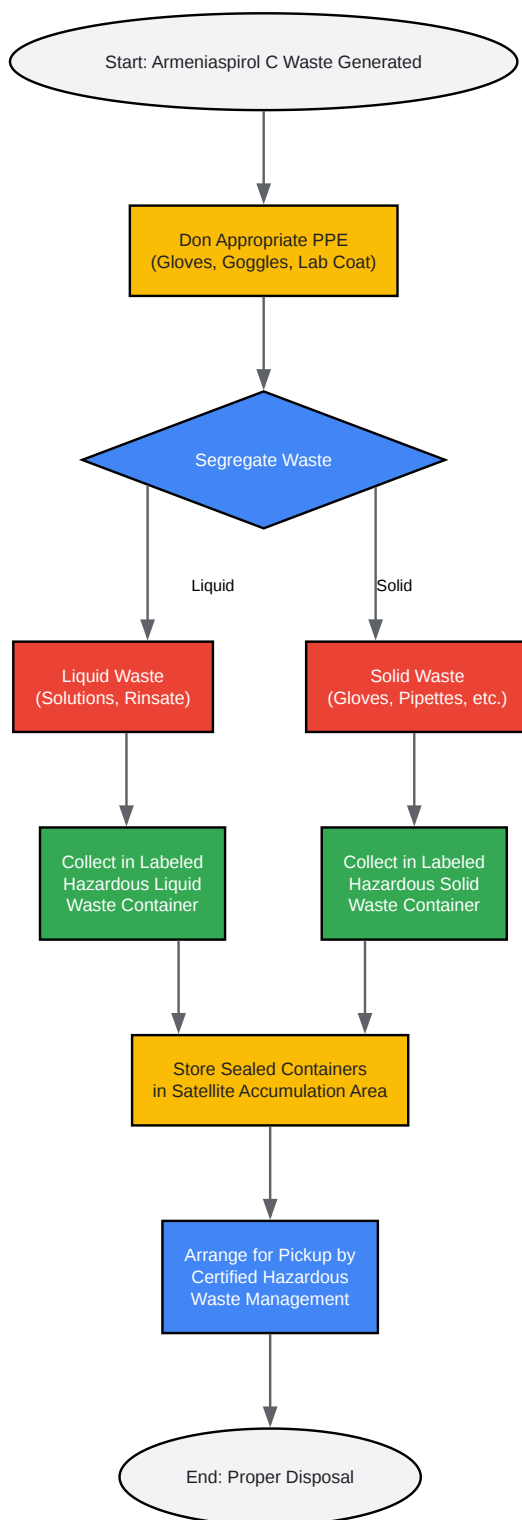 Start: Armeniaspirol C Waste Generated
Don Appropriate PPE
(Gloves, Goggles, Lab Coat)
Segregate Waste
Liquid
Solid
Liquid Waste
(Solutions, Rinsate)
Solid Waste
(Gloves, Pipettes, etc.)
Collect in Labeled
Hazardous Liquid
Waste Container
Collect in Labeled
Hazardous Solid
Waste Container
Store Sealed Containers
in Satellite Accumulation Area
Arrange for Pickup by
Certified Hazardous
Waste Management
End: Proper Disposal